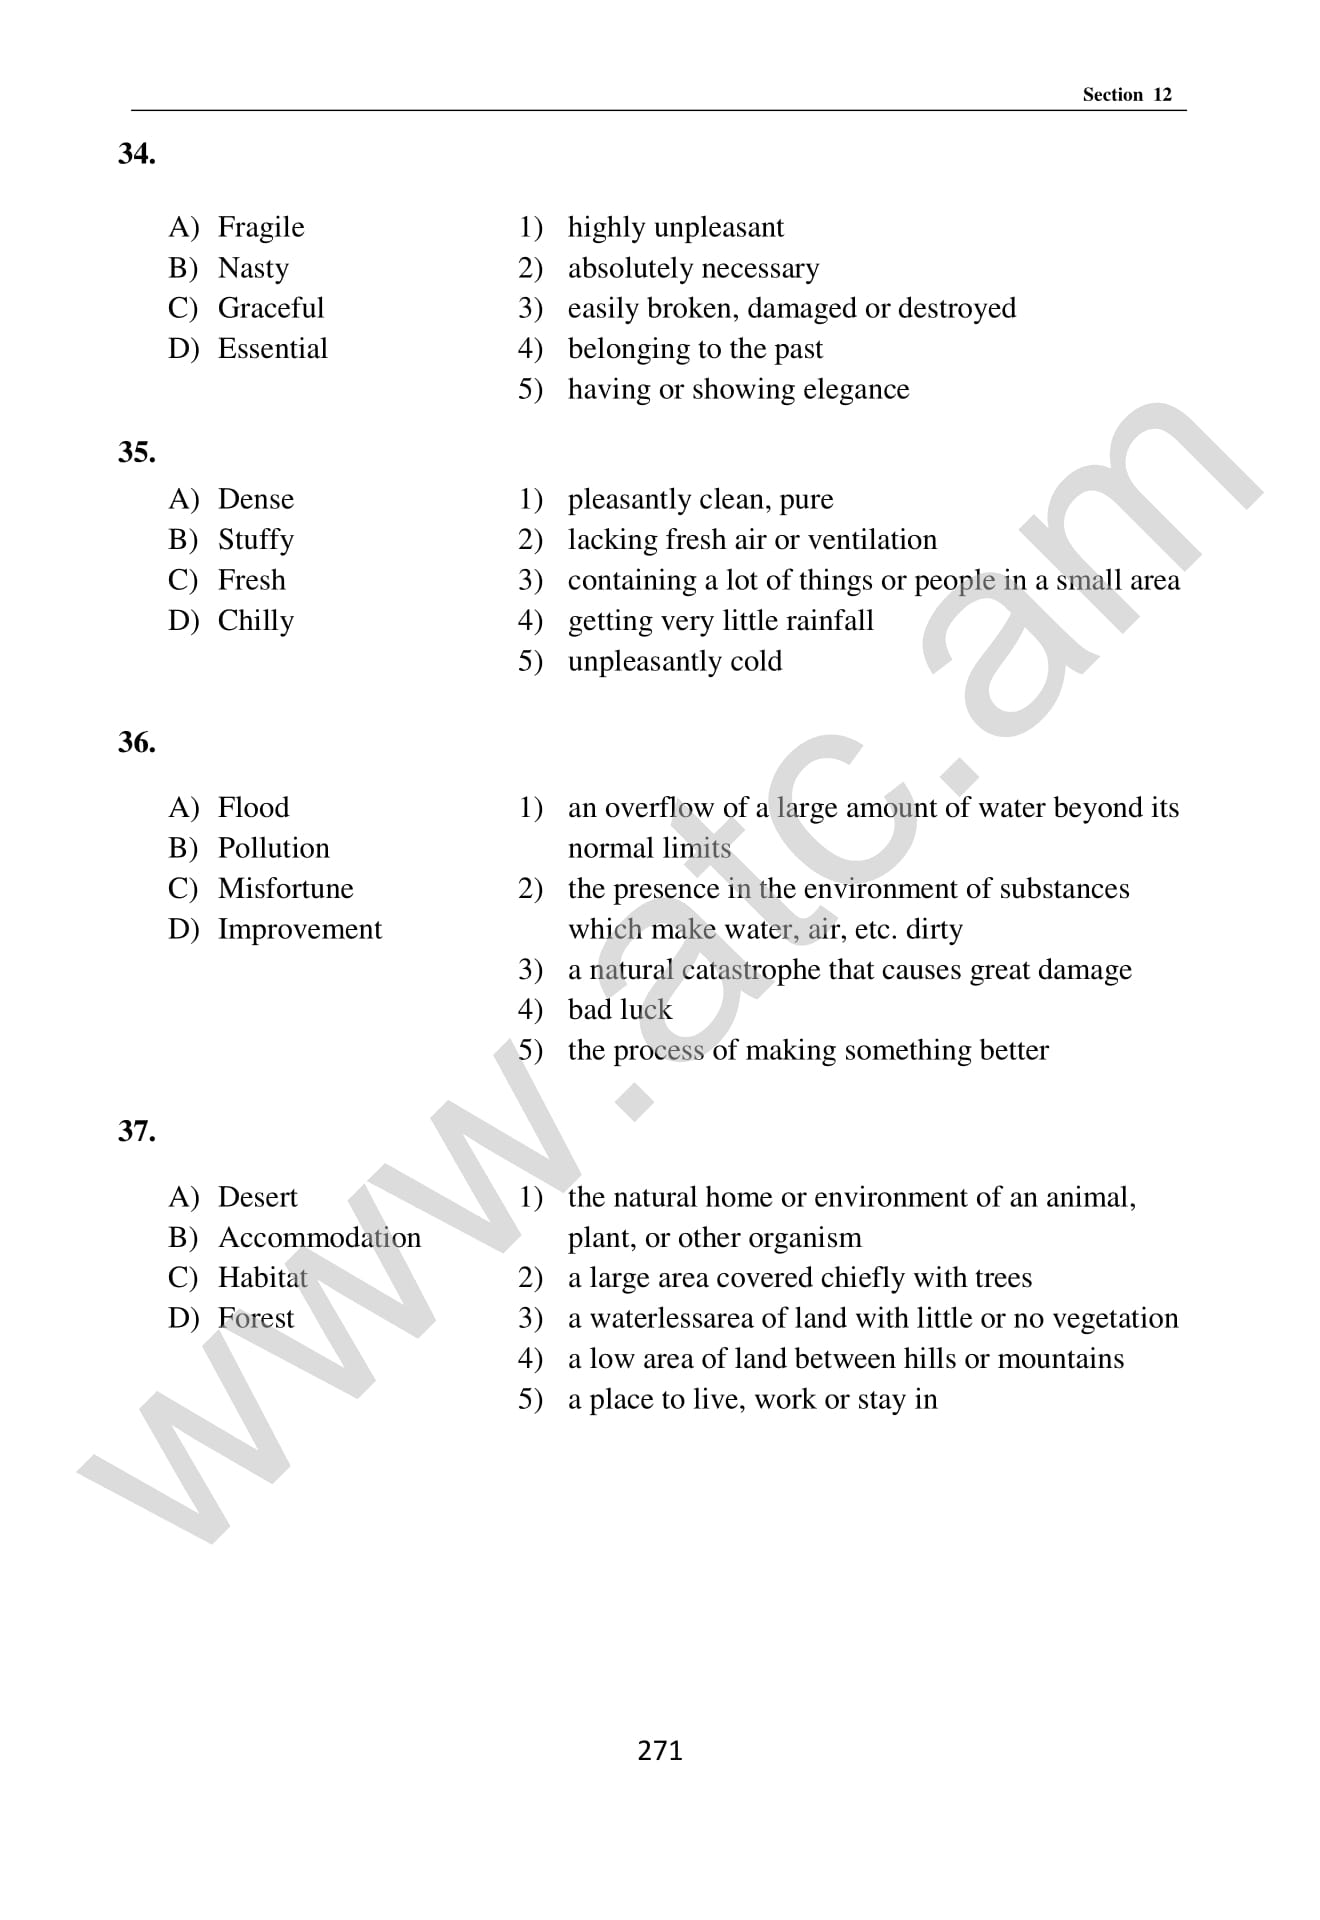 Section 12
34.
A) Fragile 1) highly unpleasant
B) Nasty 2) absolutely necessary
C) Graceful 3) easily broken, damaged or destroyed
D) Essential 4) belonging to the past
5) having or showing elegance
35.
A) Dense 1) pleasantly clean, pure
B) Stuffy 2) lacking fresh air or ventilation
C) Fresh 3) containing a lot of things or people in a small area
D) Chilly 4) getting very little rainfall
5) unpleasantly cold
36.
A) Flood 1) an overflow of a large amount of water beyond its
B) Pollution normal limits
C) Misfortune 2) the presence in the environment of substances
D) Improvement which make water, air, etc. dirty
3) a natural catastrophe that causes great damage
4) bad luck
5) the process of making something better
37.
A) Desert 1) the natural home or environment of an animal,
B) Accommodation plant, or other organism
C) Habitat 2) a large area covered chiefly with trees
D) Forest 3) a waterlessarea of land with little or no vegetation
4) a low area of land between hills or mountains
5) a place to live, work or stay in
www.atc.am
271